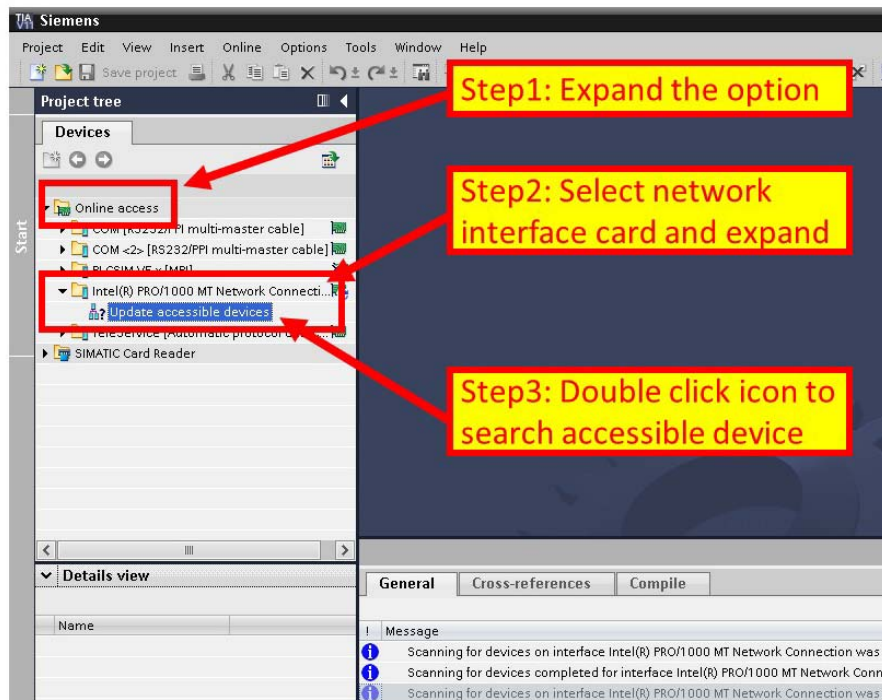 Siemens
Project Edit View Insert Online Options Tools Window Help
Save project
Step1: Expand the option
Project tree
Devices
Start
Online access
Step2: Select network
interface card and expand
COM [RS232/PPI multi-master cable]
COM <2> [RS232/PPI multi-master cable]
Intel(R) PRO/1000 MT Network Connecti...
Update accessible devices
SIMATIC Card Reader
Step3: Double click icon to
search accessible device
Details view
General Cross-references Compile
Name
! Message
Scanning for devices on interface Intel(R) PRO/1000 MT Network Connection was
Scanning for devices completed for interface Intel(R) PRO/1000 MT Network Conn
Scanning for devices on interface Intel(R) PRO/1000 MT Network Connection was